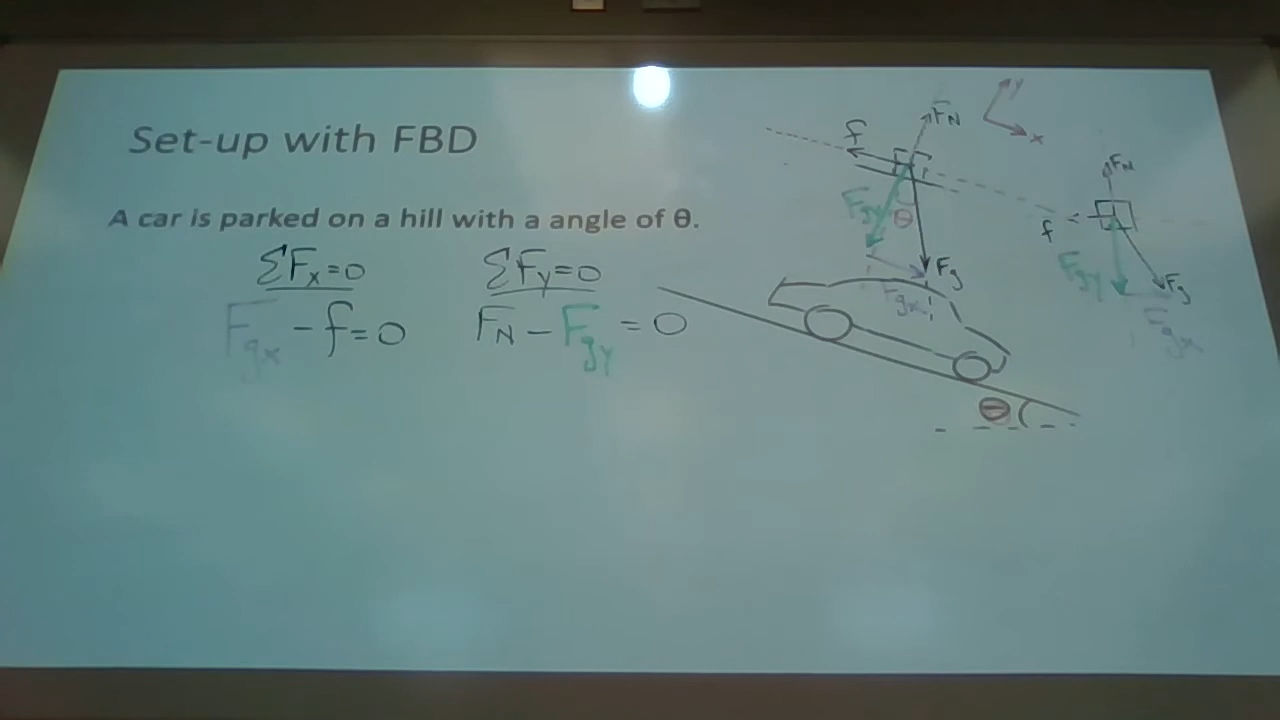 Set-up with FBD
A car is parked on a hill with a angle of θ.
ΣFx=0
ΣFy=0
Fgx - f=0
FN - Fgy = 0
y
x
FN
f
Fgy
θ
Fg
Fgx
θ
FN
f
Fgy
Fg
Fgx